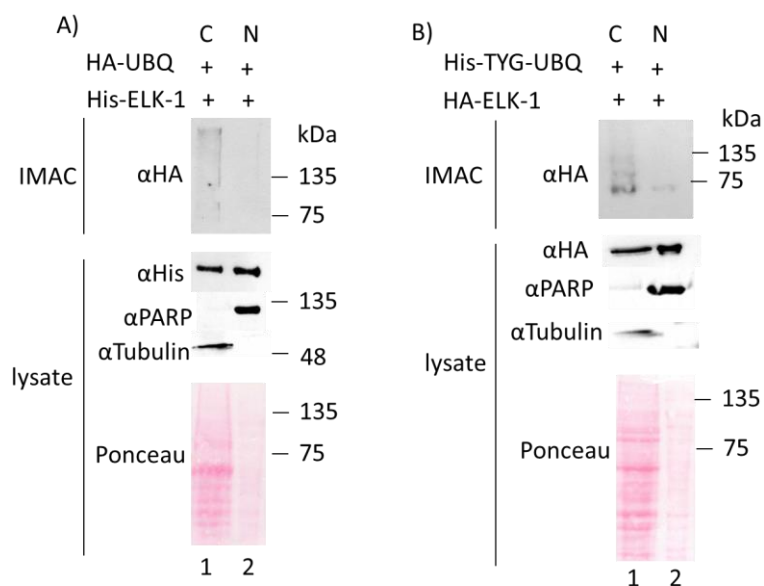 A)
C N
HA-UBQ + +
His-ELK-1 + +
kDa
IMAC αHA
135
75
αHis
135
αPARP
αTubulin
48
lysate
135
75
Ponceau
1 2
B)
C N
His-TYG-UBQ + +
HA-ELK-1 + +
kDa
135
IMAC αHA
75
αHA
αPARP
αTubulin
lysate
135
75
Ponceau
1 2